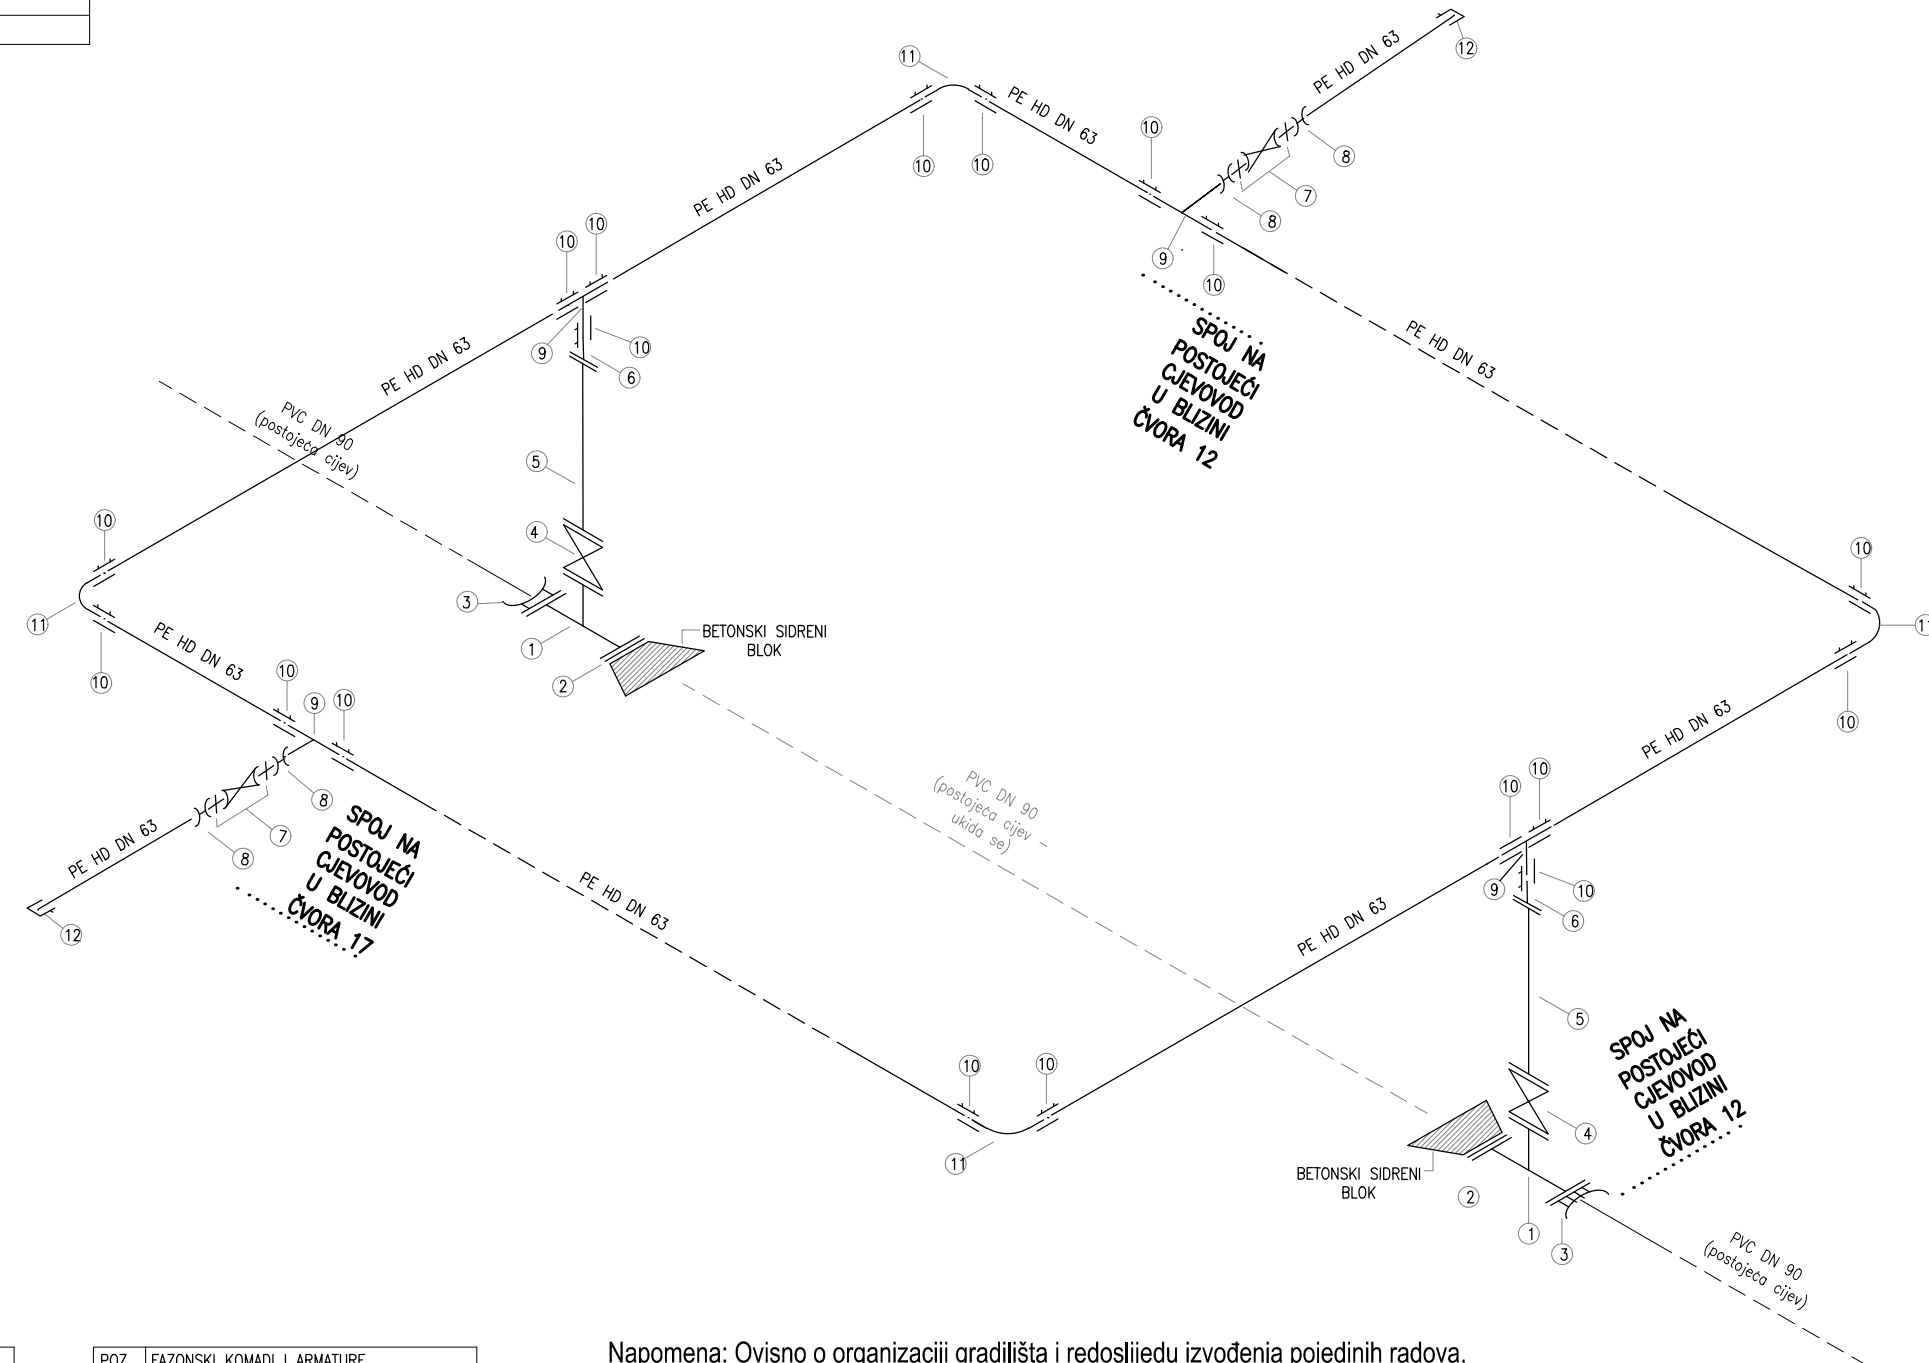 11
12
PE HD DN 63
10
10
PE HD DN 63
10
8
7
8
9
10
PE HD DN 63
10
10
9
10
6
PE HD DN 63
SPOJ NA
POSTOJEĆI
CJEVOVOD
U BLIZINI
ČVORA 12
PE HD DN 63
PVC DN 90
(postojeća cijev)
5
4
3
1
2
BETONSKI SIDRENI
BLOK
10
11
10
PE HD DN 63
10
9
10
8
7
8
PE HD DN 63
12
SPOJ NA
POSTOJEĆI
CJEVOVOD
U BLIZINI
ČVORA 17
PE HD DN 63
PVC DN 90
(postojeća cijev
ukida se)
10
11
10
PE HD DN 63
10
10
9
10
6
PE HD DN 63
5
4
SPOJ NA
POSTOJEĆI
CJEVOVOD
U BLIZINI
ČVORA 12
10
10
11
BETONSKI SIDRENI
BLOK
2
1
3
PVC DN 90
(postojeća cijev)
POZ. FAZONSKI KOMADI I ARMATURE
Napomena: Ovisno o organizaciji gradilišta i redoslijedu izvođenja pojedinih radova,